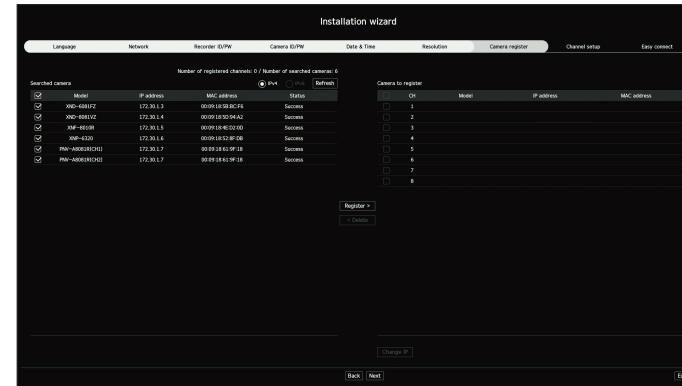 Installation wizard
Language Network Recorder ID/PW Camera ID/PW Date & Time Resolution Camera register Channel setup Easy connect
Number of registered channels: 0 / Number of searched cameras: 6
Searched camera IPv4 IPv6 Refresh Camera to register
Model IP address MAC address Status CH Model IP address MAC address
XND-6081FZ 172.30.1.3 00:09:18:5B:BC:F6 Success 1
XND-8081VZ 172.30.1.4 00:09:18:5D:94:A2 Success 2
XNF-8010R 172.30.1.5 00:09:18:4E:D2:0D Success 3
XNP-6320 172.30.1.6 00:09:18:52:8F:DB Success 4
PNV-A8081R[CH1] 172.30.1.7 00:09:18:61:9F:18 Success 5
PNV-A8081R[CH2] 172.30.1.7 00:09:18:61:9F:18 Success 6
7
8
Register >
< Delete
Change IP
Back Next